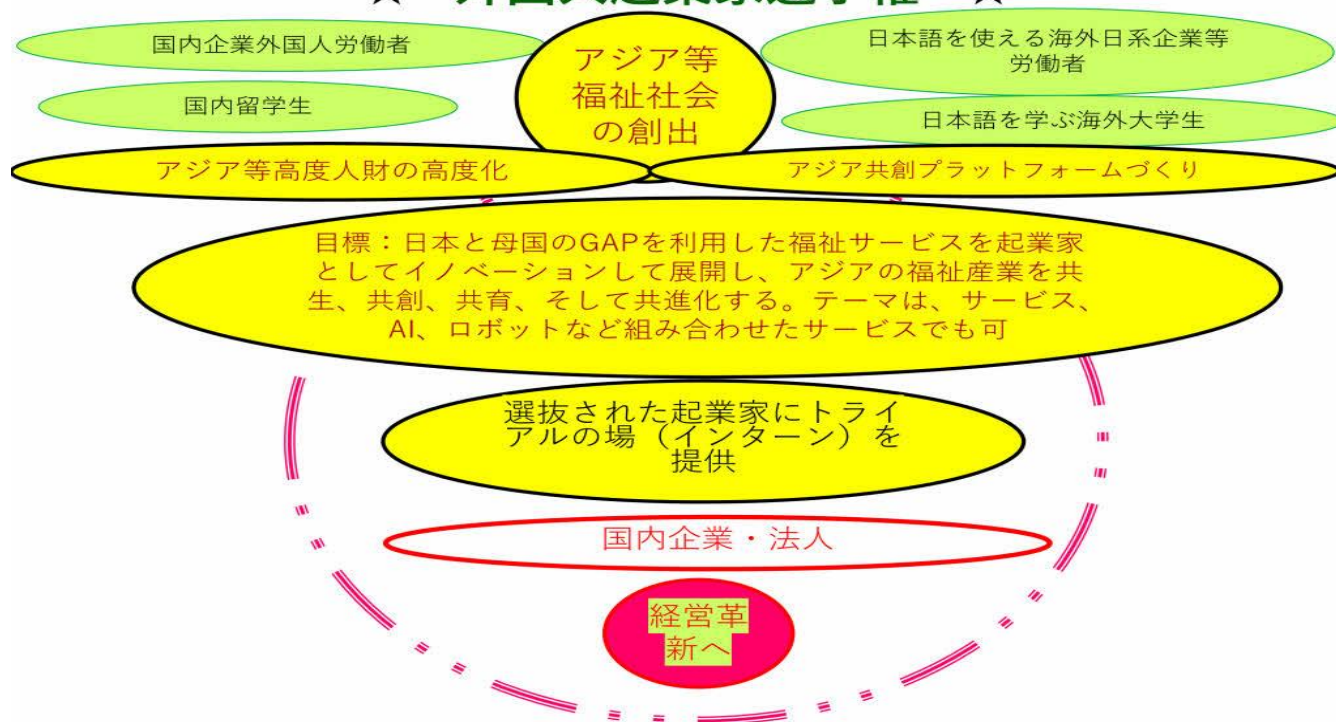 ★ 外国人起業家選手権 ★
国内企業外国人労働者
国内留学生
アジア等
福祉社会
の創出
日本語を使える海外日系企業等
労働者
日本語を学ぶ海外大学生
アジア等高度人財の高度化
アジア共創プラットフォームづくり
目標：日本と母国のGAPを利用した福祉サービスを起業家
としてイノベーションして展開し、アジアの福祉産業を共
生、共創、共育、そして共進化する。テーマは、サービス、
AI、ロボットなど組み合わせたサービスでも可
選抜された起業家にトライ
アルの場（インターン）を
提供
国内企業・法人
経営革
新へ